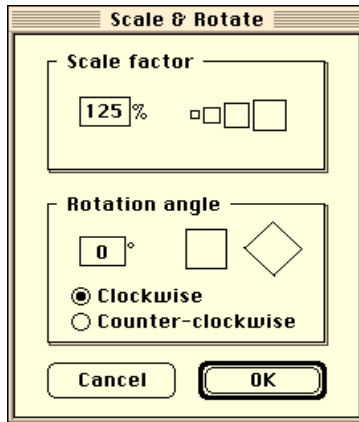 Scale & Rotate
Scale factor
125 %
Rotation angle
0 °
Clockwise
Counter-clockwise
Cancel OK